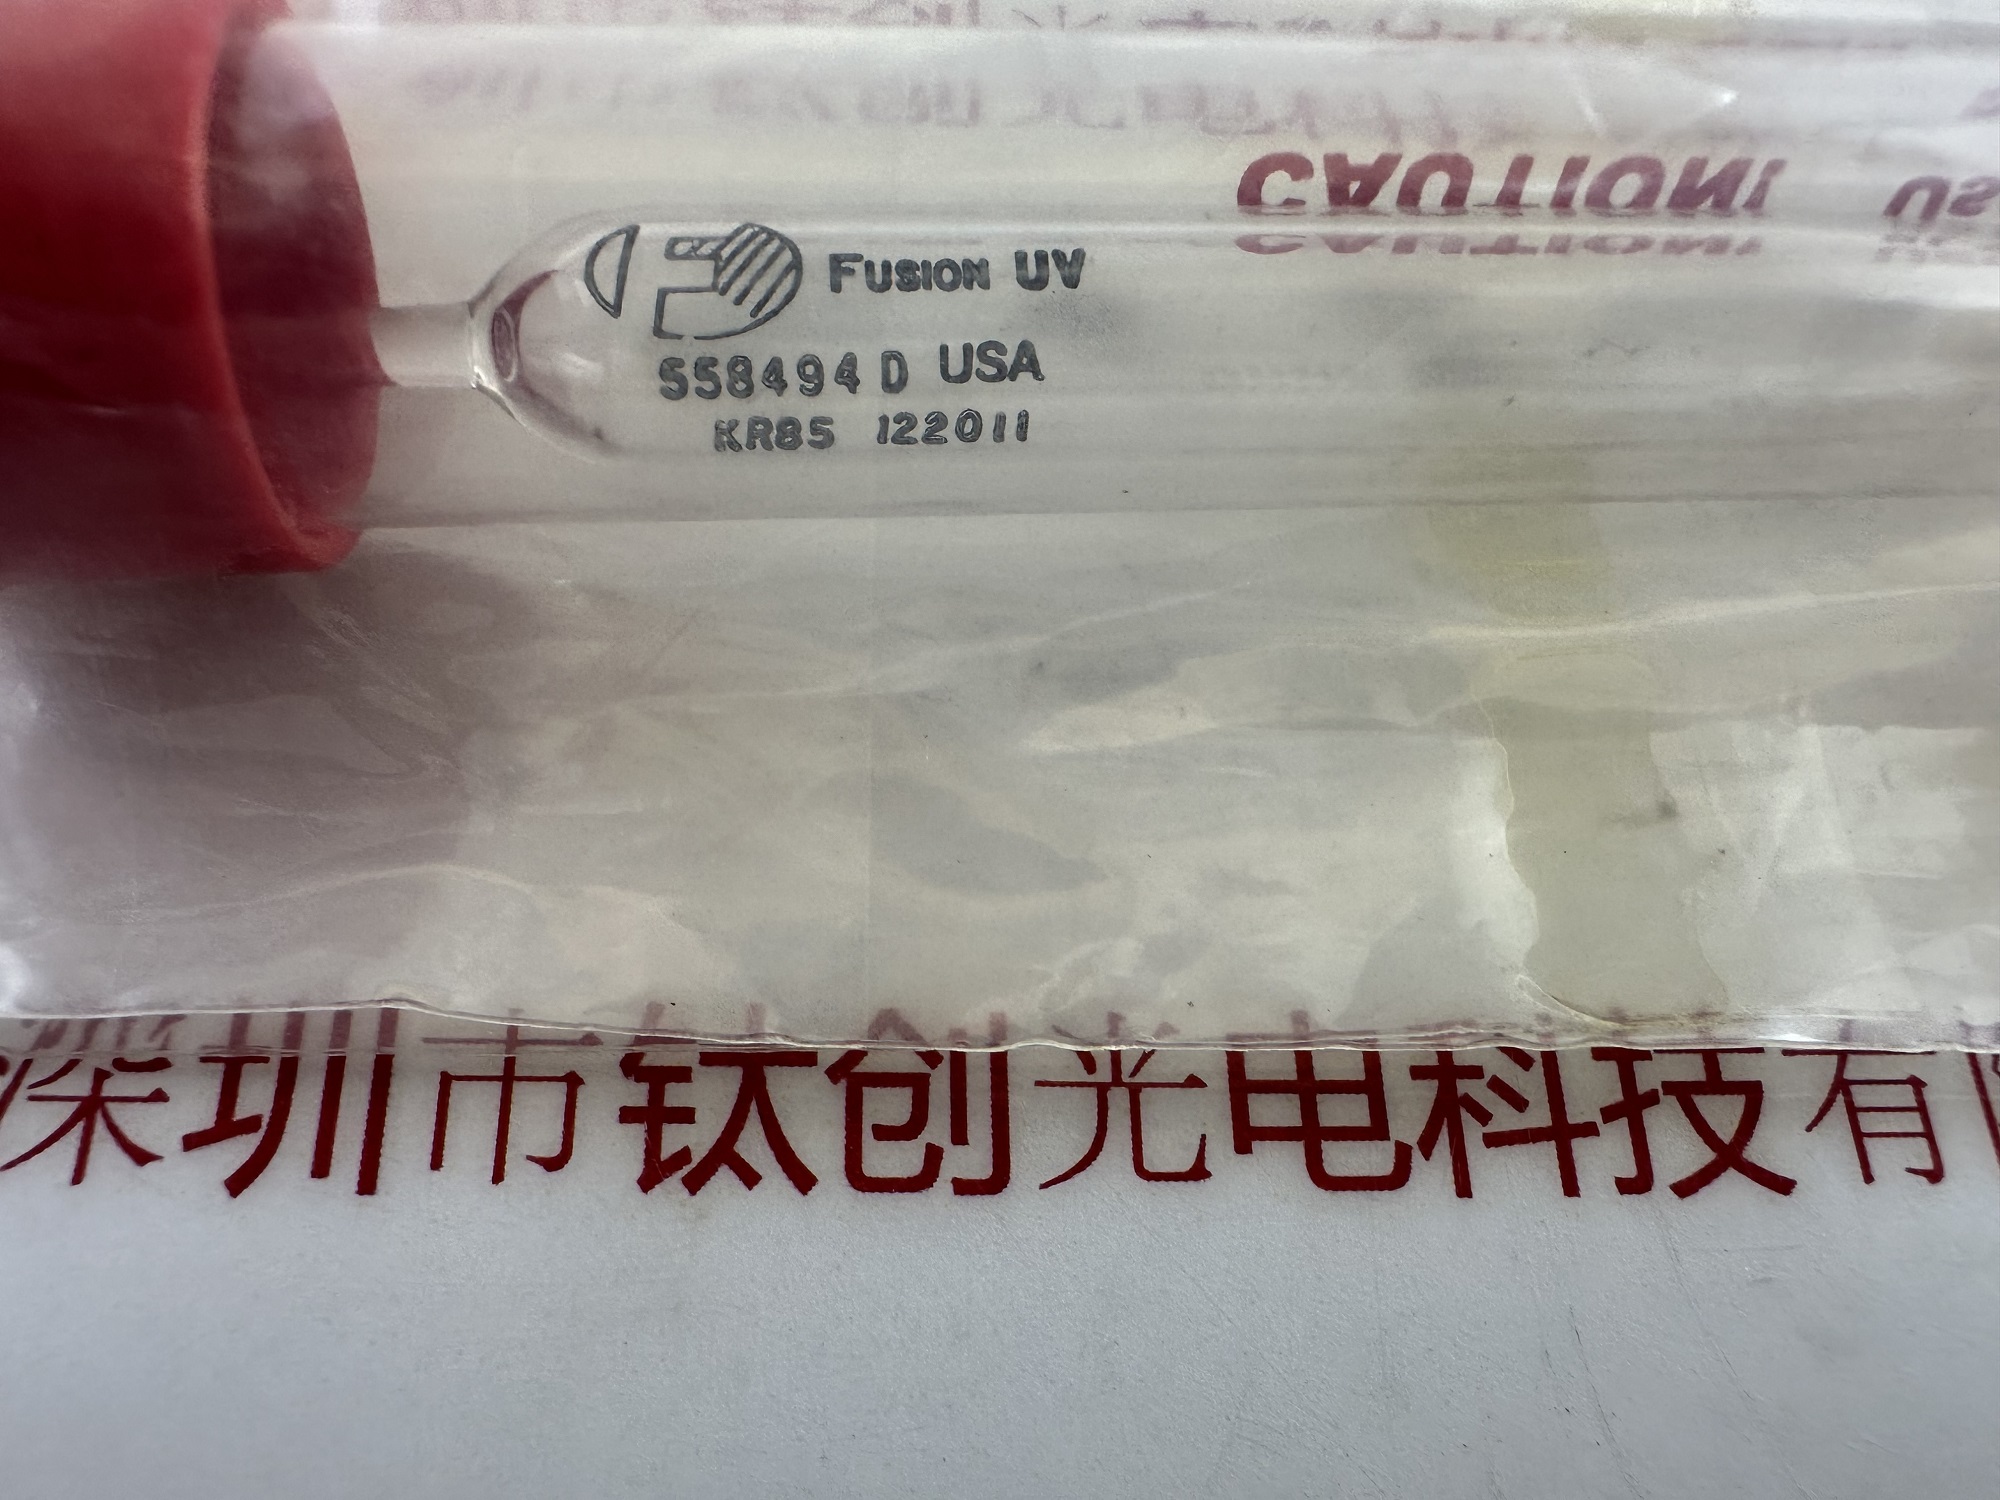 CAUTION!
FUSION UV
558494 D USA
KR85 122011
深圳市钛创光电科技有